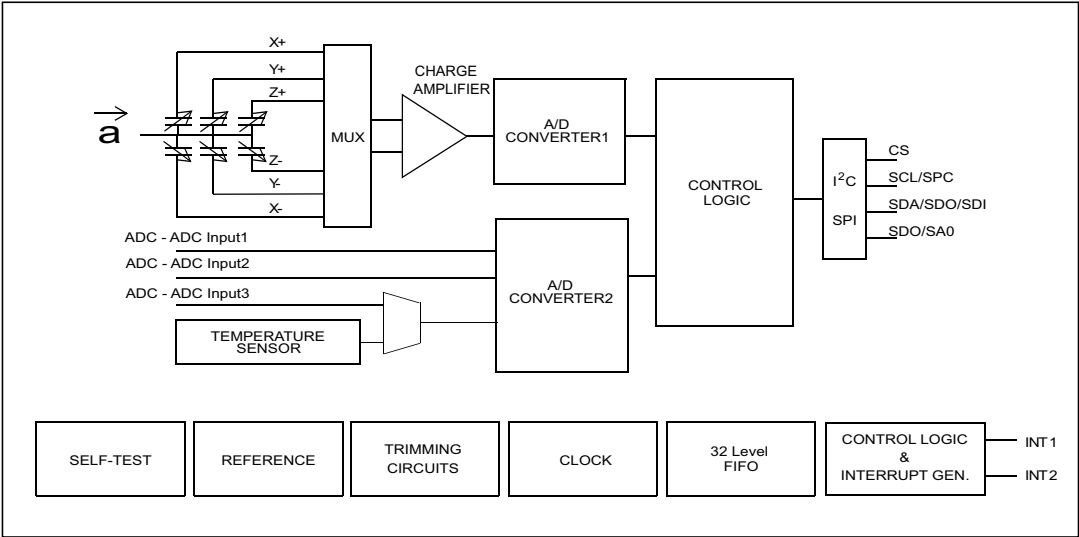 X+
Y+
Z+
a
Z-
Y-
X-
MUX
CHARGE
AMPLIFIER
A/D
CONVERTER1
CONTROL
LOGIC
I²C
SPI
CS
SCL/SPC
SDA/SDO/SDI
SDO/SA0
ADC - ADC Input1
ADC - ADC Input2
ADC - ADC Input3
TEMPERATURE
SENSOR
A/D
CONVERTER2
SELF-TEST
REFERENCE
TRIMMING
CIRCUITS
CLOCK
32 Level
FIFO
CONTROL LOGIC
&
INTERRUPT GEN.
INT1
INT2